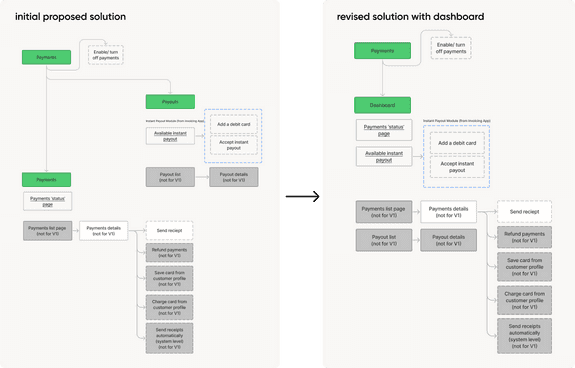 initial proposed solution
Payments
Enable/ turn
off payments
Payouts
Instant Payout Module (from Invoicing App)
Available instant
payout
Add a debit card
Accept instant
payout
Payout list
(not for V1)
Payout details
(not for V1)
Payments
Payments 'status'
page
Payments list page
(not for V1)
Payments details
(not for V1)
Send reciept
Refund payments
(not for V1)
Save card from
customer profile
(not for V1)
Charge card from
customer profile
(not for V1)
Send receipts
automatically
(system level)
(not for V1)
revised solution with dashboard
Payments
Enable/ turn
off payments
Dashboard
Instant Payout Module (from Invoicing App)
Payments 'status'
page
Available instant
payout
Add a debit card
Accept instant
payout
Payments list page
(not for V1)
Payments details
(not for V1)
Send reciept
Payout list
(not for V1)
Payout details
(not for V1)
Refund payments
(not for V1)
Save card from
customer profile
(not for V1)
Charge card from
customer profile
(not for V1)
Send receipts
automatically
(system level)
(not for V1)